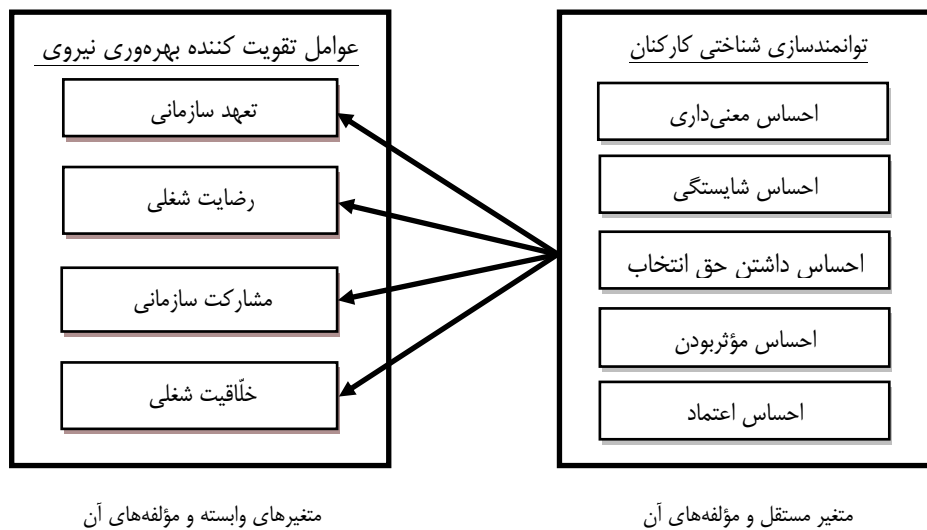 توانمندسازی شناختی کارکنان
احساس معنی‌داری
احساس شایستگی
احساس داشتن حق انتخاب
احساس مؤثربودن
احساس اعتماد
متغیر مستقل و مؤلفه‌های آن
عوامل تقویت کننده بهره‌وری نیروی
تعهد سازمانی
رضایت شغلی
مشارکت سازمانی
خلّاقیت شغلی
متغیرهای وابسته و مؤلفه‌های آن